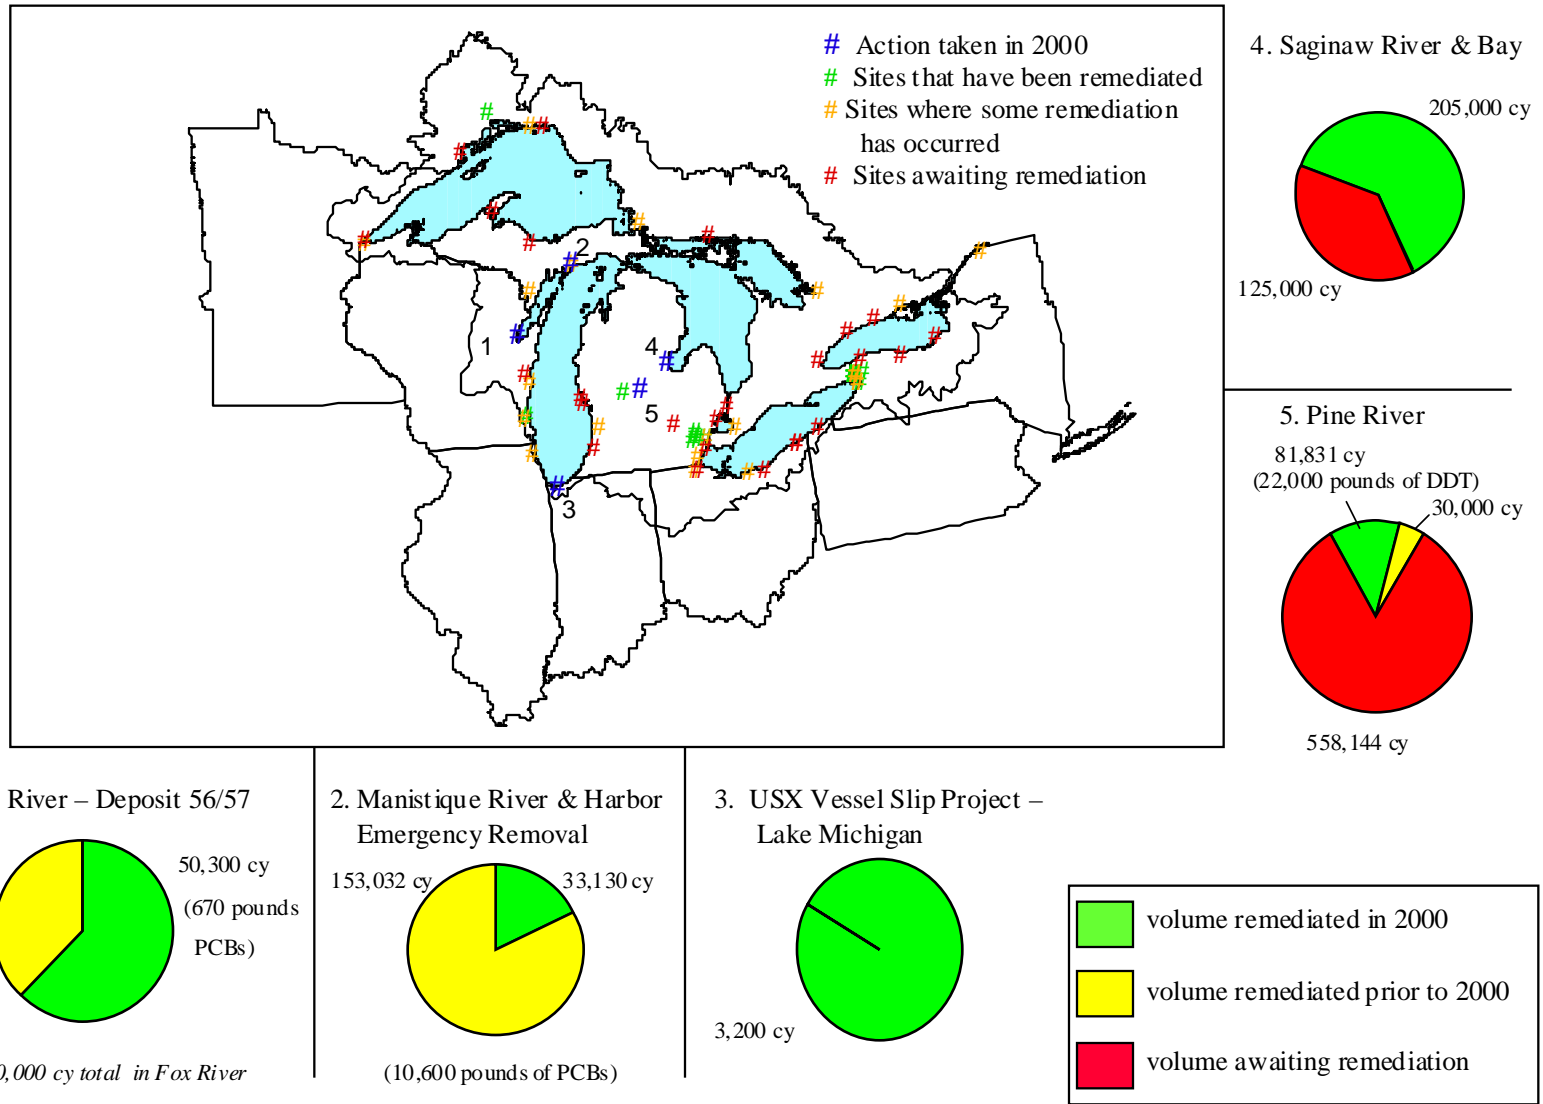 # Action taken in 2000
# Sites that have been remediated
# Sites where some remediation
has occurred
# Sites awaiting remediation
1
2
3
4
5
4. Saginaw River & Bay
205,000 cy
125,000 cy
5. Pine River
81,831 cy
(22,000 pounds of DDT)
30,000 cy
558,144 cy
River – Deposit 56/57
50,300 cy
(670 pounds
PCBs)
0,000 cy total in Fox River
2. Manistique River & Harbor
Emergency Removal
153,032 cy
33,130 cy
(10,600 pounds of PCBs)
3. USX Vessel Slip Project –
Lake Michigan
3,200 cy
volume remediated in 2000
volume remediated prior to 2000
volume awaiting remediation